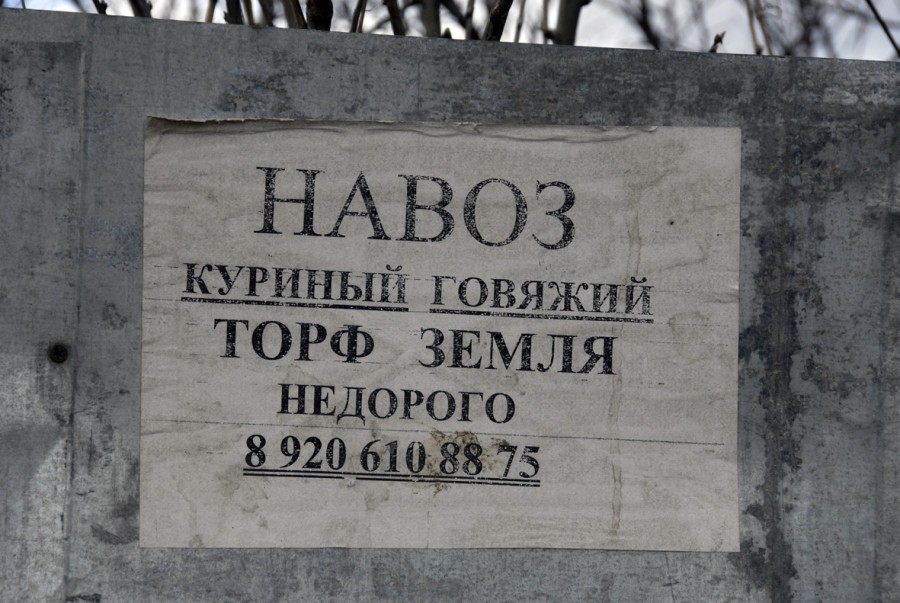 НАВОЗ
КУРИНЫЙ ГОВЯЖИЙ
ТОРФ ЗЕМЛЯ
НЕДОРОГО
8 920 610 88 75